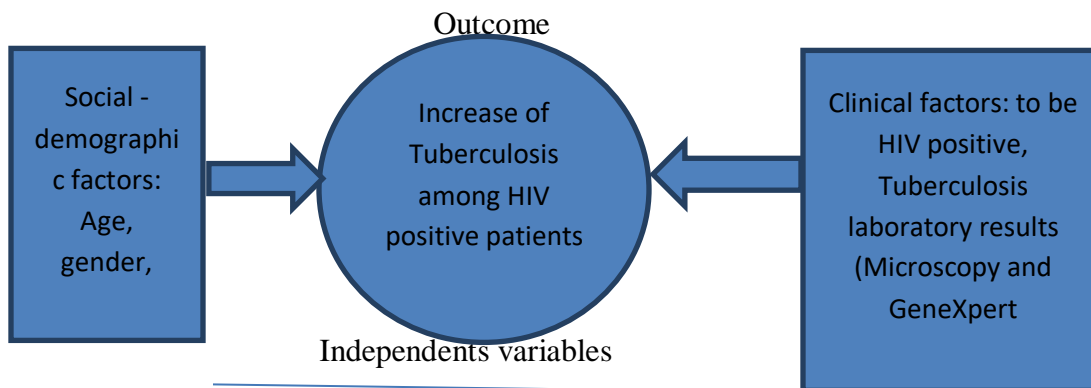 Outcome
Social -
demographi
c factors:
Age,
gender,
Increase of
Tuberculosis
among HIV
positive patients
Clinical factors: to be
HIV positive,
Tuberculosis
laboratory results
(Microscopy and
GeneXpert
Independents variables